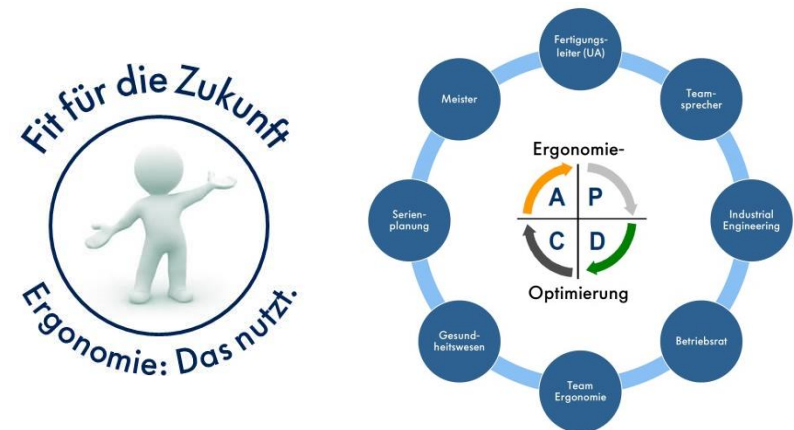 Fit für die Zukunft
Ergonomie: Das nutzt.
Fertigungs-
leiter (UA)
Team-
sprecher
Industrial
Engineering
Betriebsrat
Team
Ergonomie
Gesund-
heitswesen
Serien-
planung
Meister
Ergonomie-
A P
C D
Optimierung